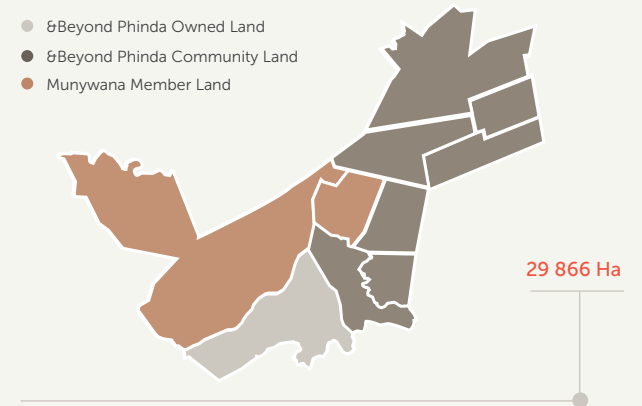 &Beyond Phinda Owned Land
&Beyond Phinda Community Land
Munywana Member Land
29 866 Ha